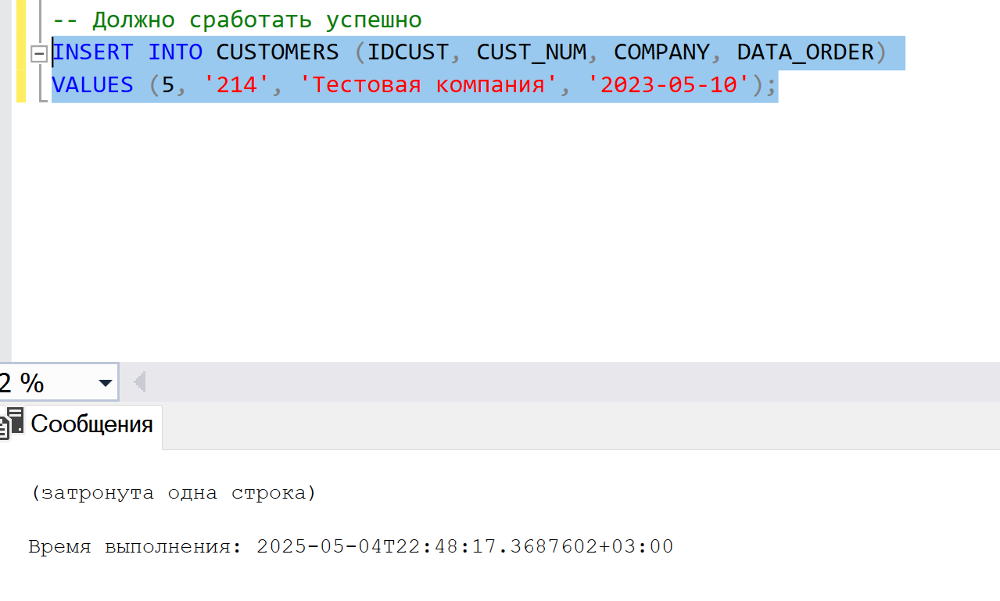 -- Должно сработать успешно
INSERT INTO CUSTOMERS (IDCUST, CUST_NUM, COMPANY, DATA_ORDER)
VALUES (5, '214', 'Тестовая компания', '2023-05-10');
2 %
Сообщения
(затронута одна строка)
Время выполнения: 2025-05-04T22:48:17.3687602+03:00